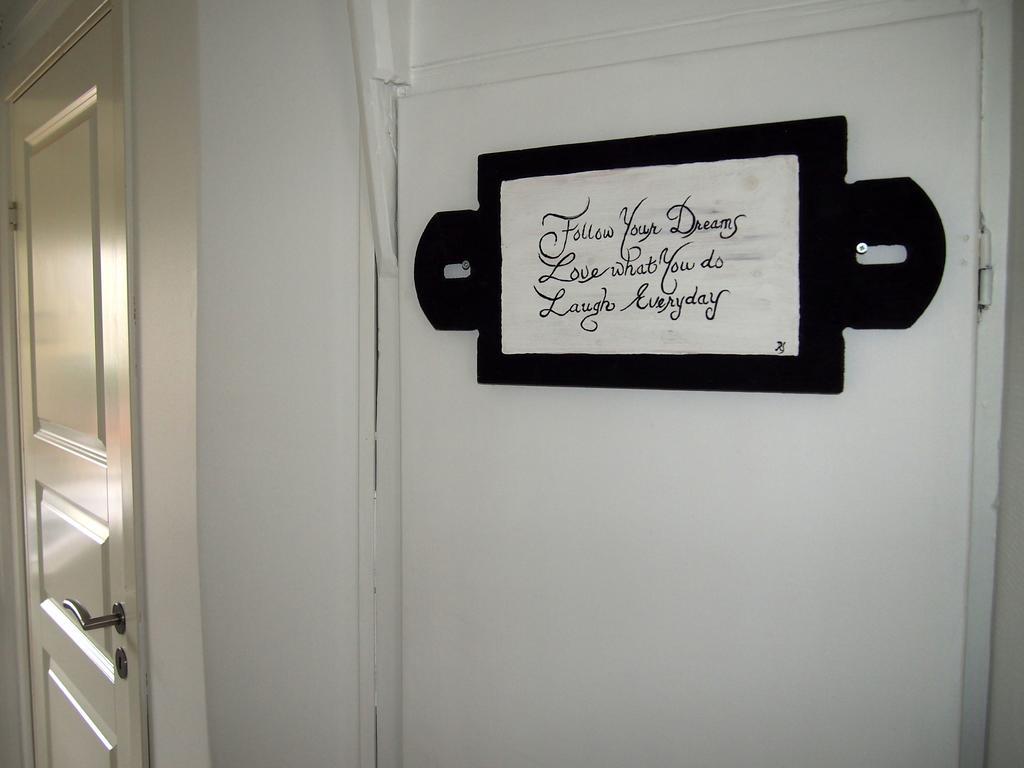 Follow Your Dreams
Love what You do
Laugh Everyday